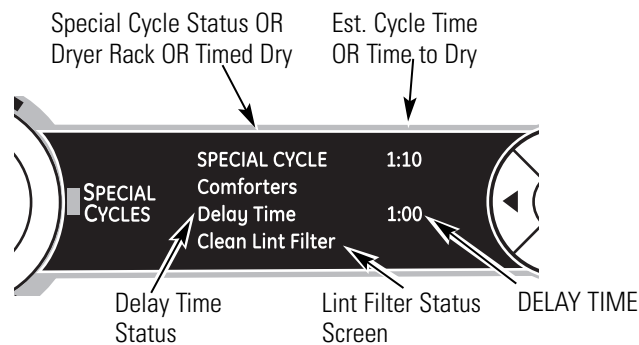 Special Cycle Status OR
Dryer Rack OR Timed Dry
Est. Cycle Time
OR Time to Dry
SPECIAL CYCLES
SPECIAL CYCLE 1:10
Comforters
Delay Time 1:00
Clean Lint Filter
Delay Time
Status
Lint Filter Status
Screen
DELAY TIME